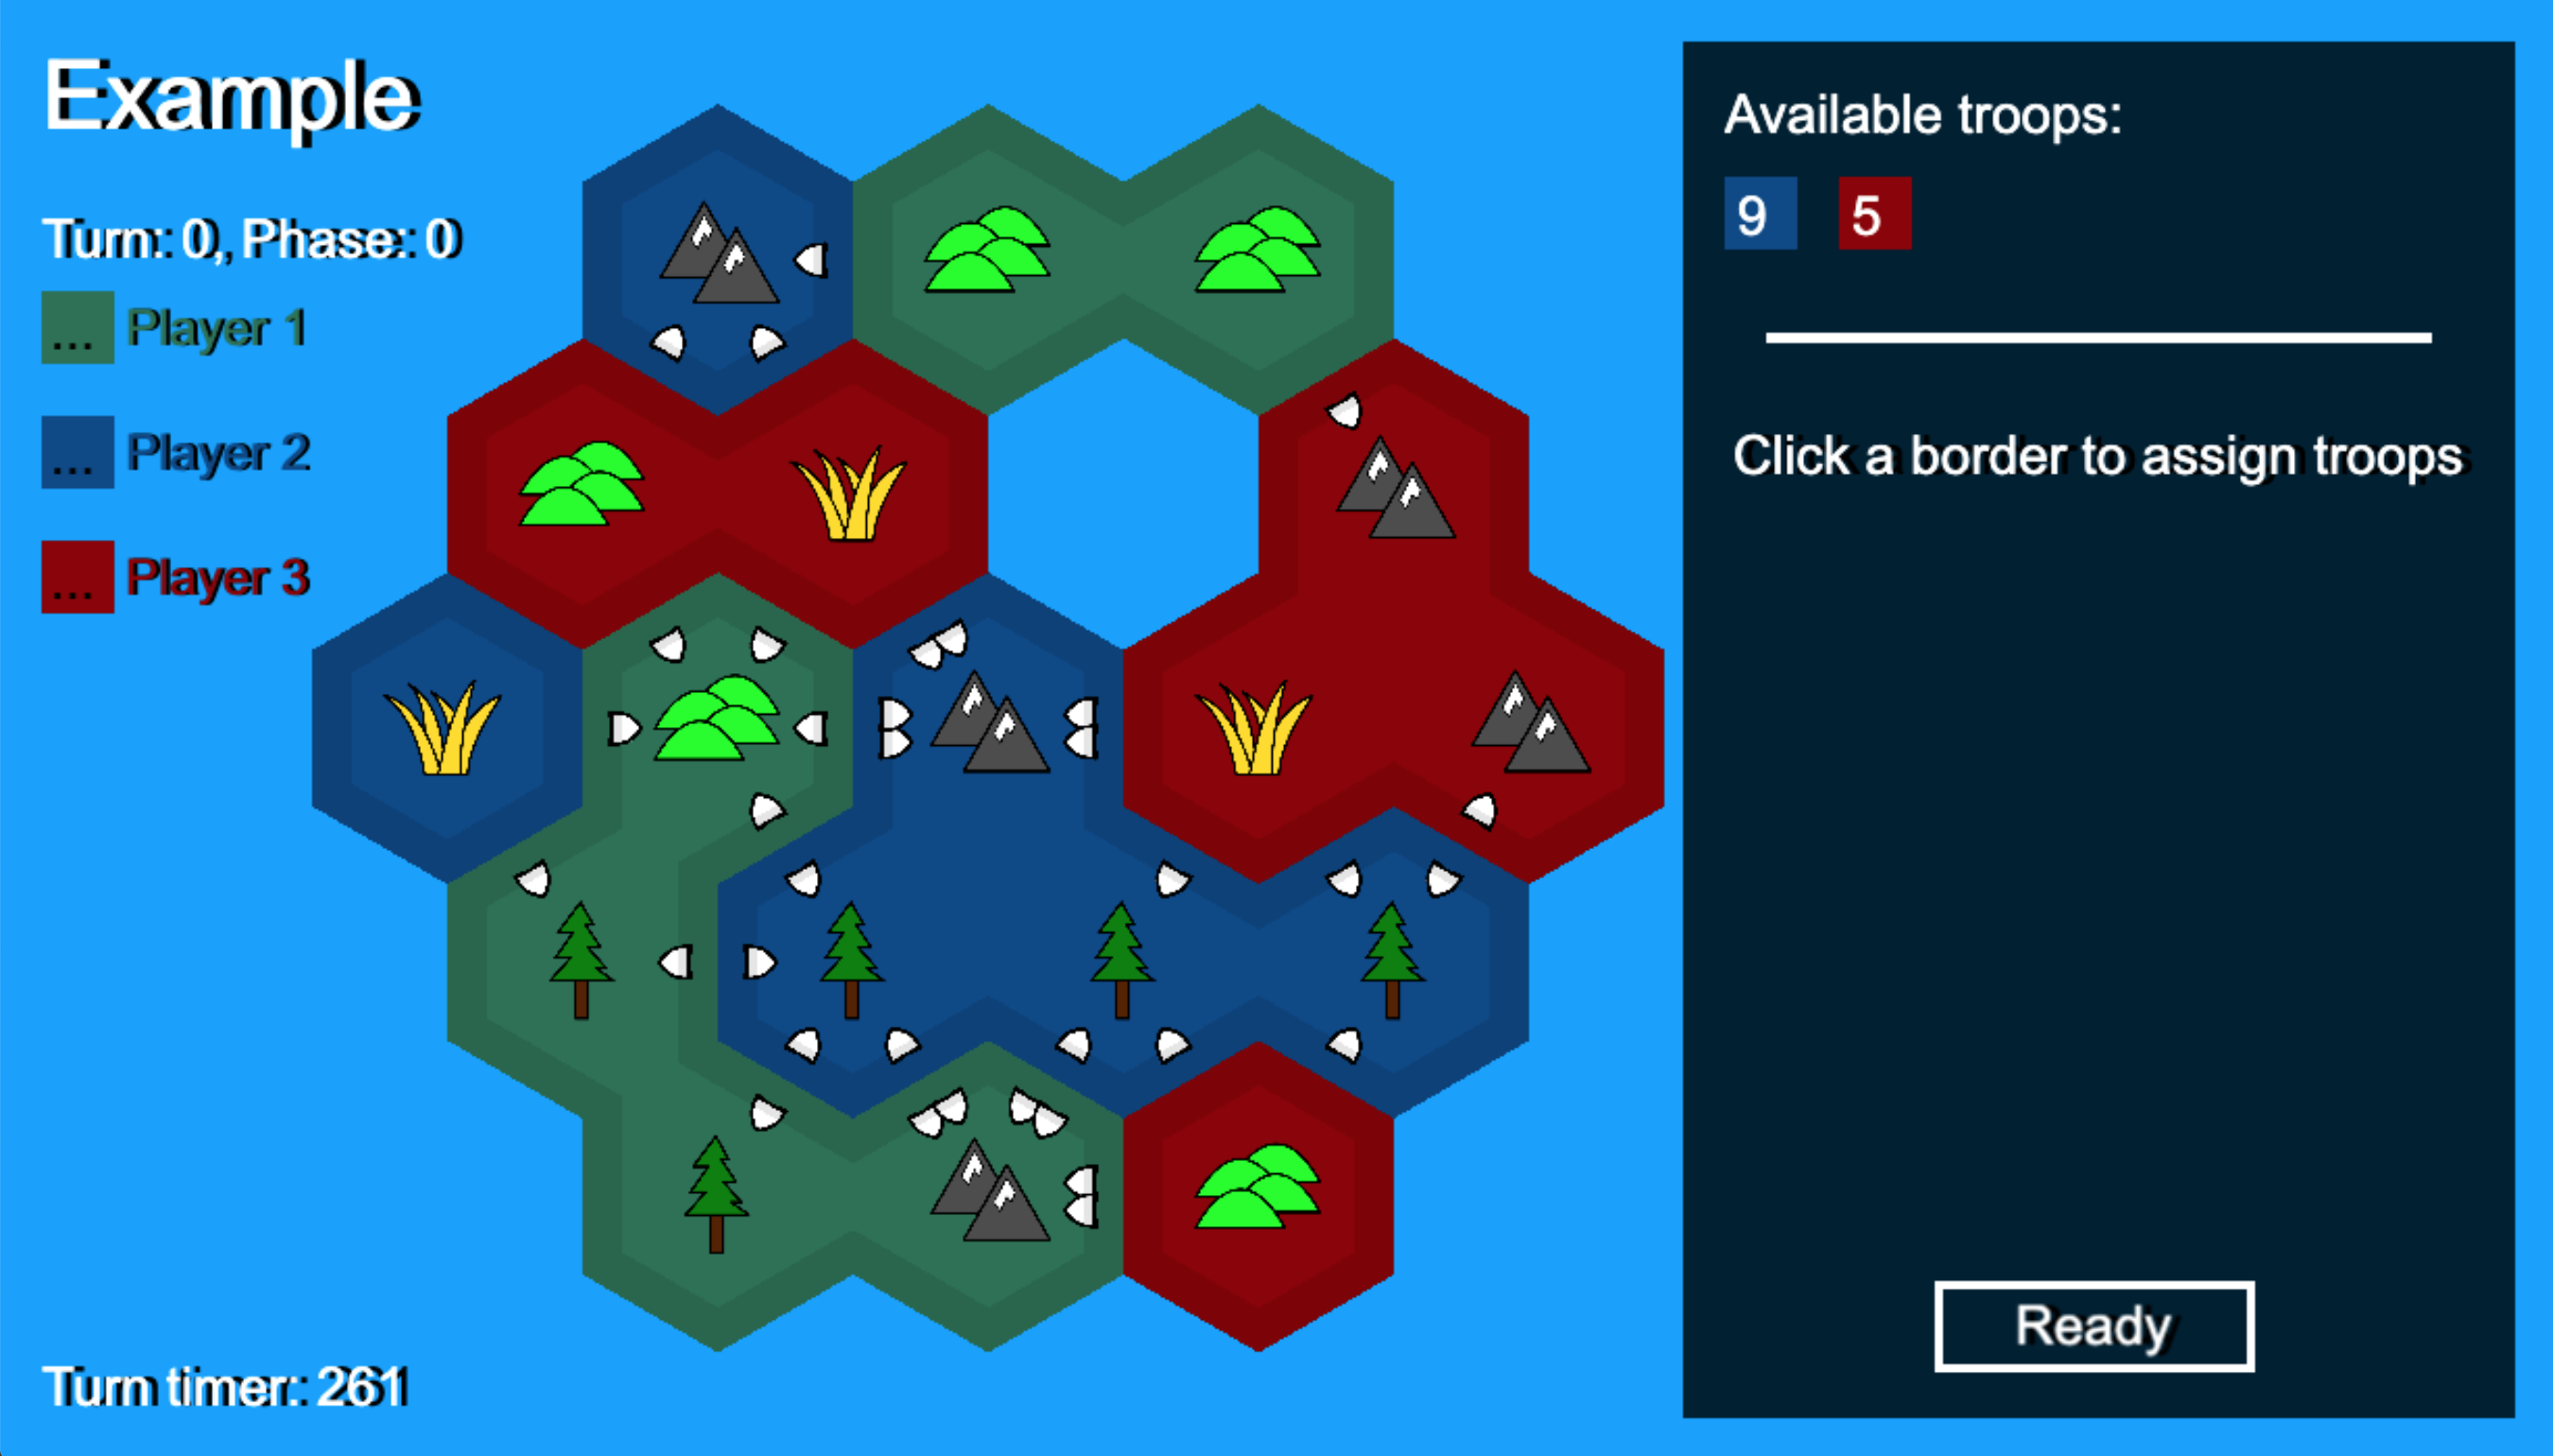 Example
Turn: 0, Phase: 0
... Player 1
... Player 2
... Player 3
Turn timer: 261
Available troops:
9 5
Click a border to assign troops
Ready